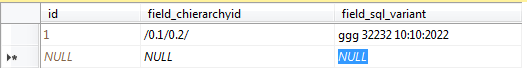 id field_chierarchyid field_sql_variant
1 /0.1/0.2/ ggg 32232 10:10:2022
NULL NULL NULL